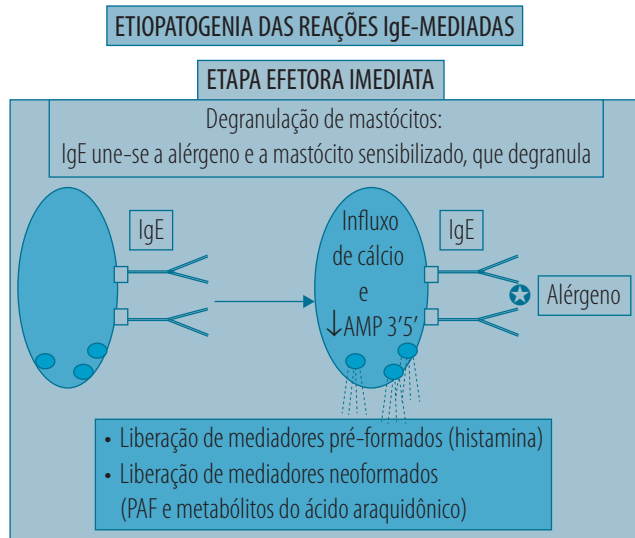 ETIOPATOGENIA DAS REAÇÕES IgE-MEDIADAS
ETAPA EFETORA IMEDIATA
Degranulação de mastócitos:
IgE une-se a alérgeno e a mastócito sensibilizado, que degranula
IgE
Influxo
de cálcio
e
↓AMP 3'5'
IgE
Alérgeno
• Liberação de mediadores pré-formados (histamina)
• Liberação de mediadores neoformados
(PAF e metabólitos do ácido araquidônico)